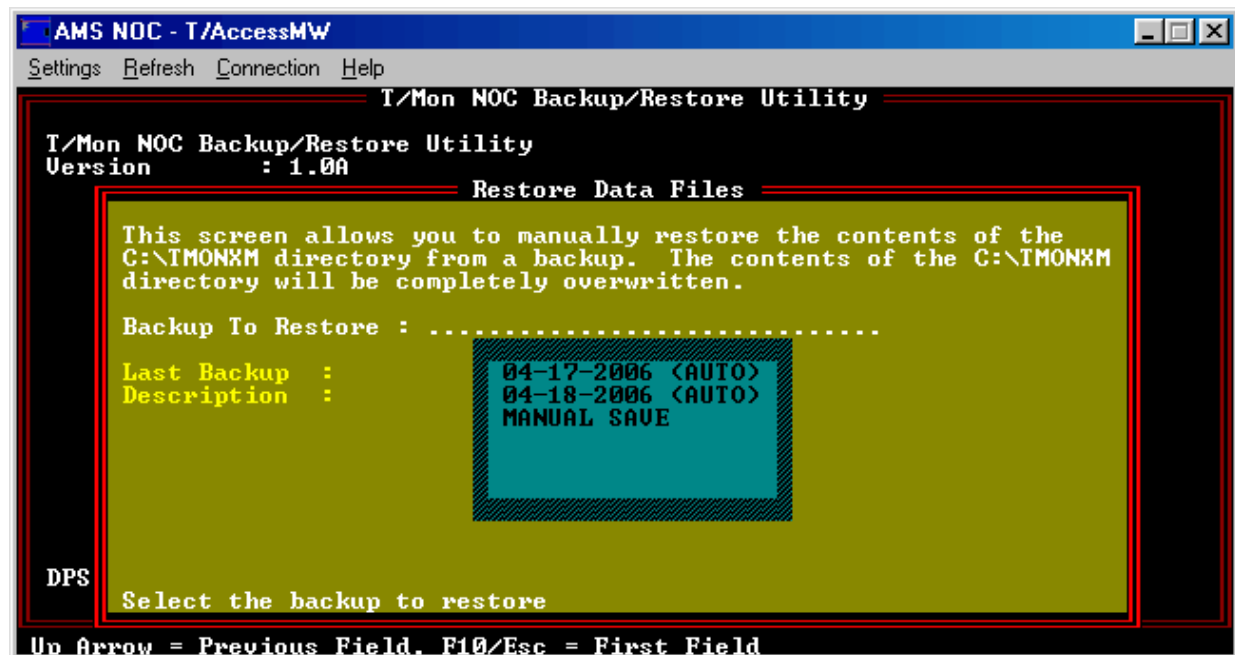 AMS NOC - T/AccessMW
Settings Refresh Connection Help
T/Mon NOC Backup/Restore Utility
T/Mon NOC Backup/Restore Utility
Version : 1.0A
Restore Data Files
This screen allows you to manually restore the contents of the
C:\TMONXM directory from a backup. The contents of the C:\TMONXM
directory will be completely overwritten.
Backup To Restore : ..............................
Last Backup :
Description :
04-17-2006 (AUTO)
04-18-2006 (AUTO)
MANUAL SAVE
DPS
Select the backup to restore
Up Arrow = Previous Field, F10/Esc = First Field